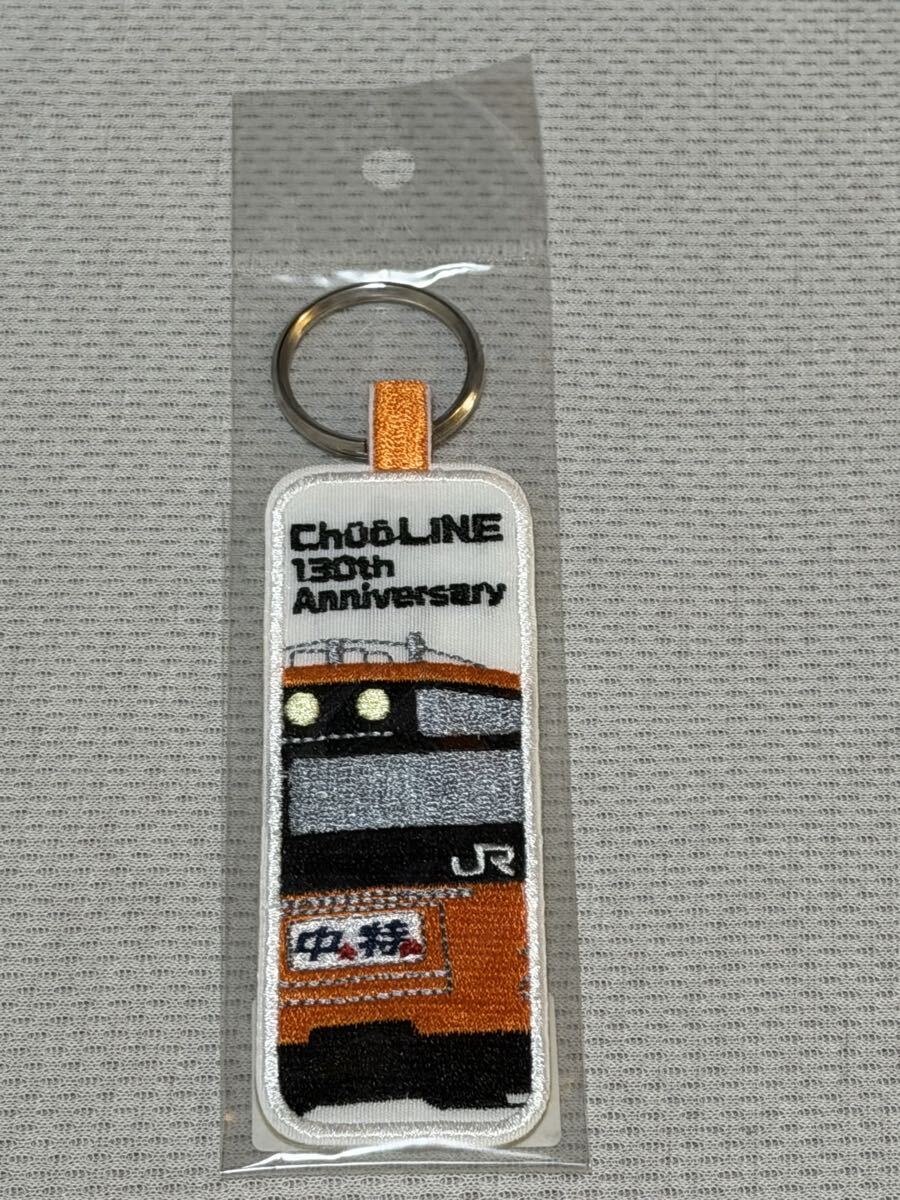 ChūōLINE
130th
Anniversary
JR
中特